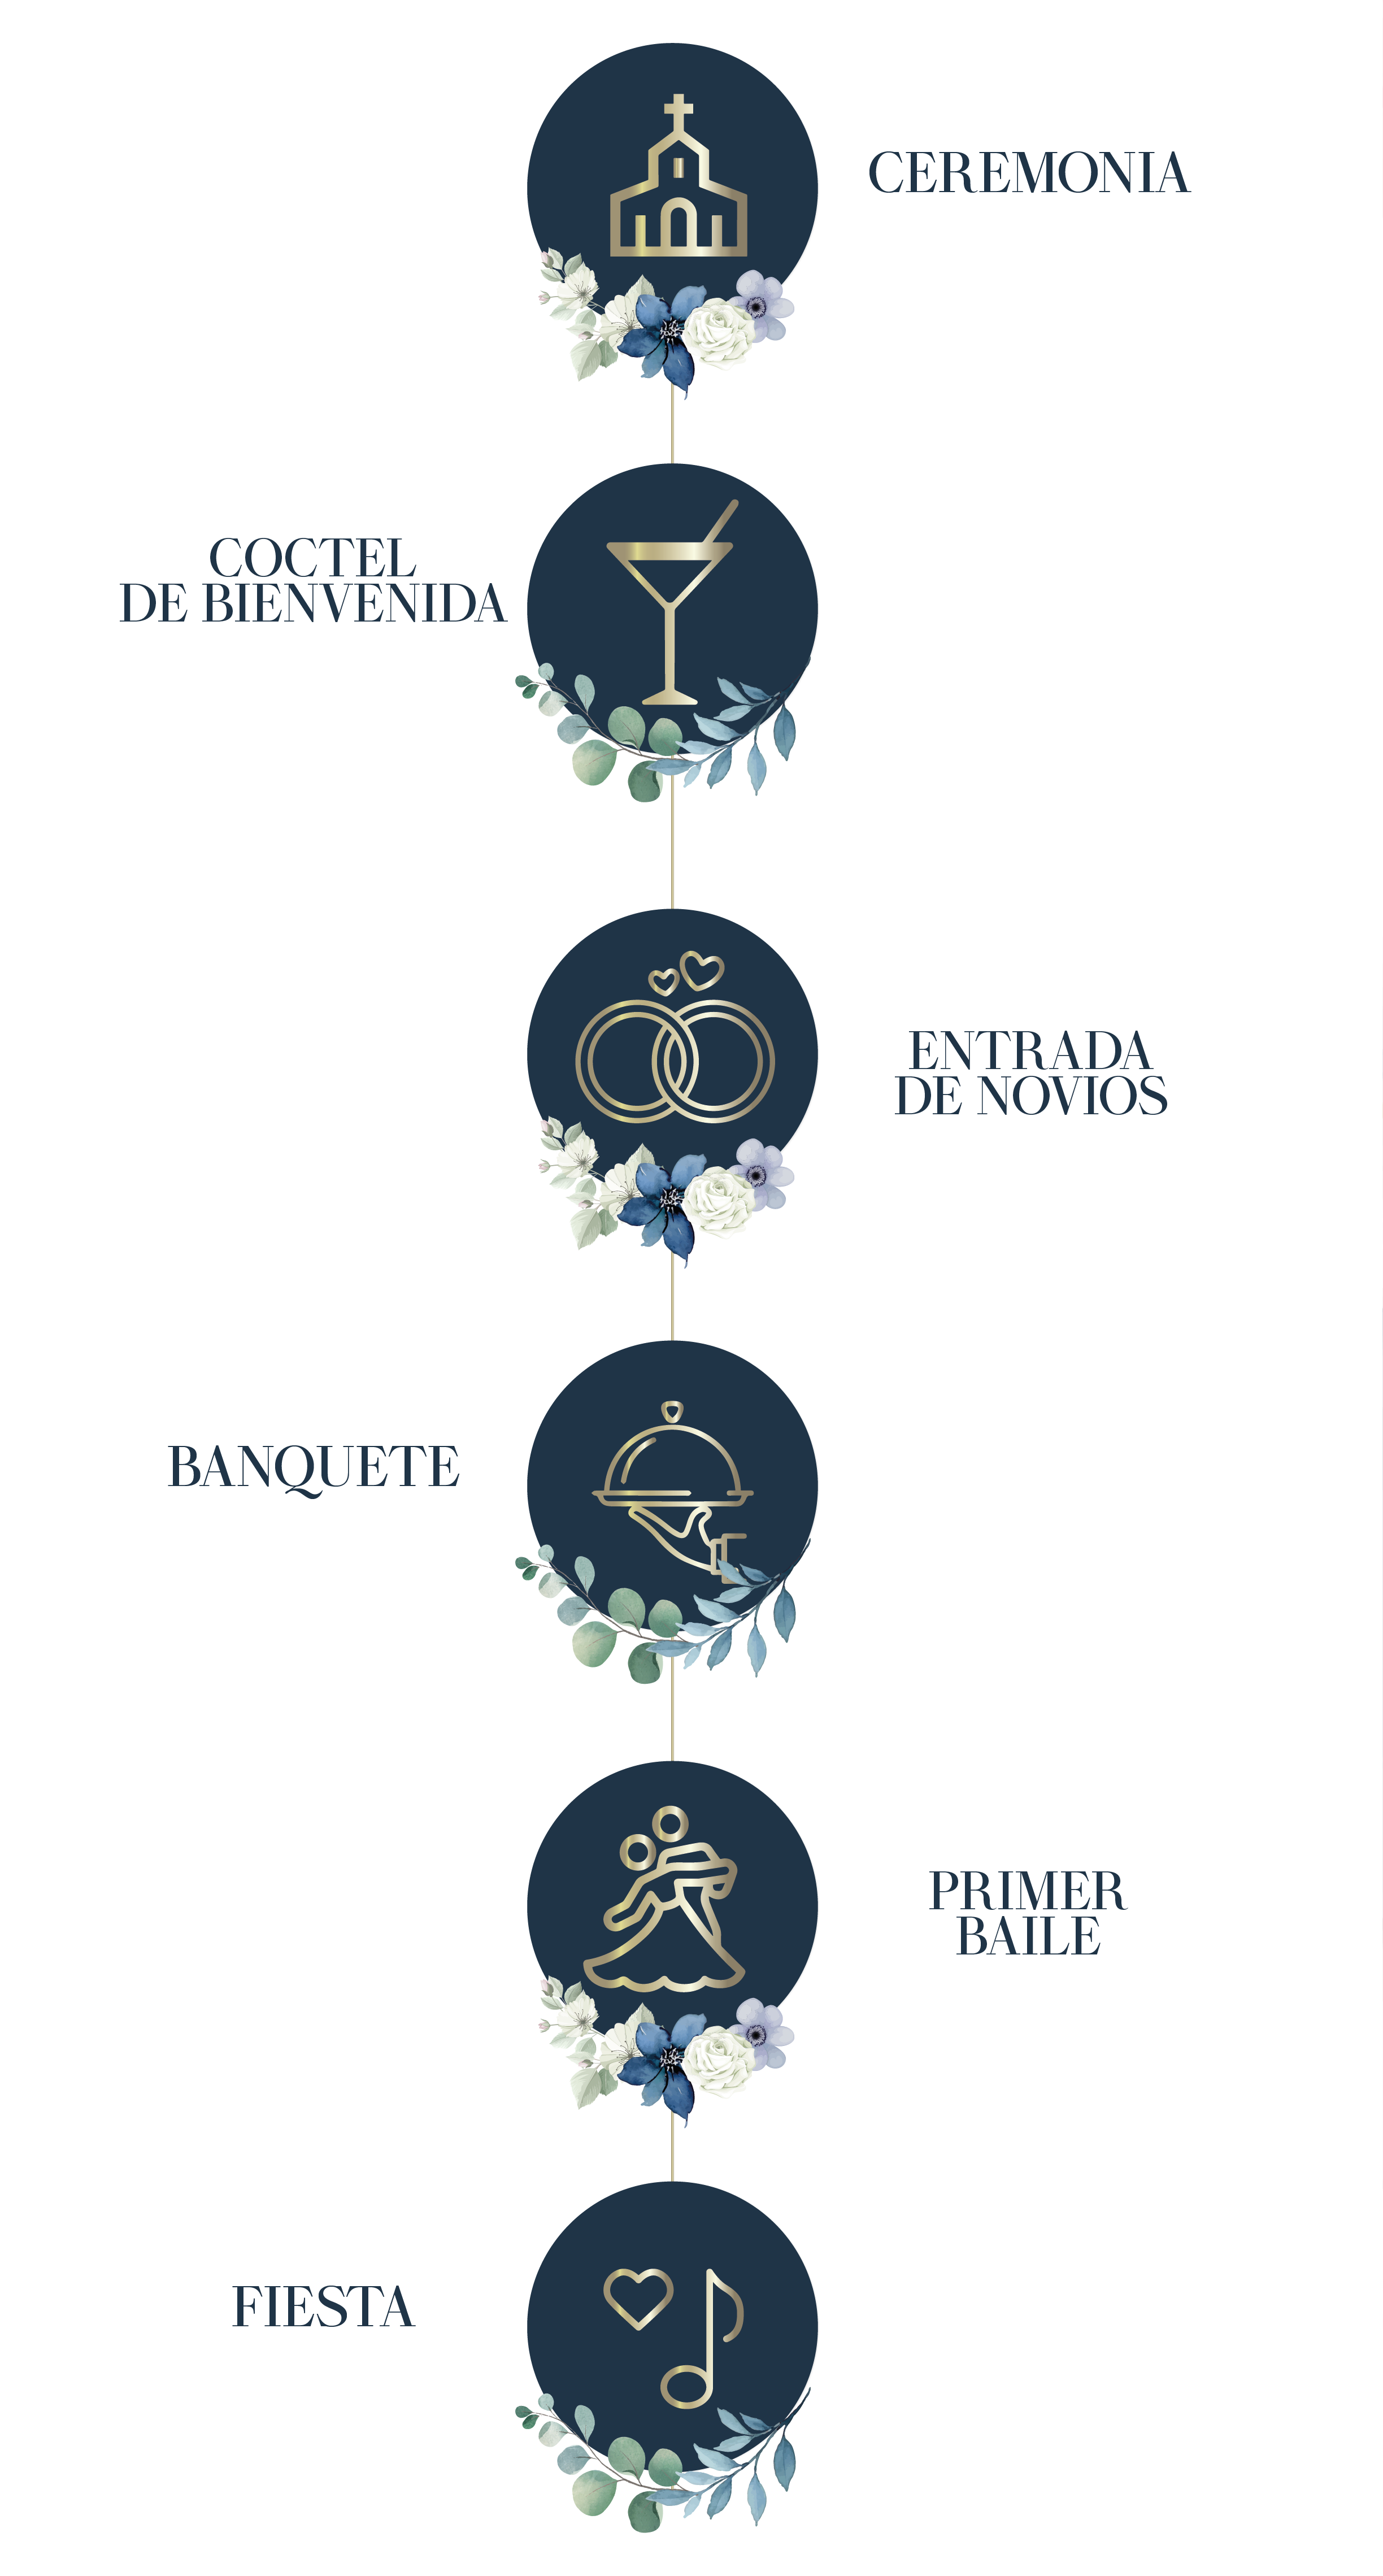 CEREMONIA
COCTEL
DE BIENVENIDA
ENTRADA
DE NOVIOS
BANQUETE
PRIMER
BAILE
FIESTA